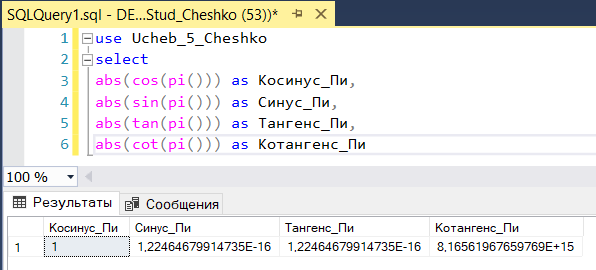 SQLQuery1.sql - DE...Stud_Cheshko (53))*
1 use Ucheb_5_Cheshko
2 select
3 abs(cos(pi())) as Косинус_Пи,
4 abs(sin(pi())) as Синус_Пи,
5 abs(tan(pi())) as Тангенс_Пи,
6 abs(cot(pi())) as Котангенс_Пи
100 %
Результаты Сообщения
Косинус_Пи Синус_Пи Тангенс_Пи Котангенс_Пи
1 1 1,22464679914735E-16 1,22464679914735E-16 8,16561967659769E+15